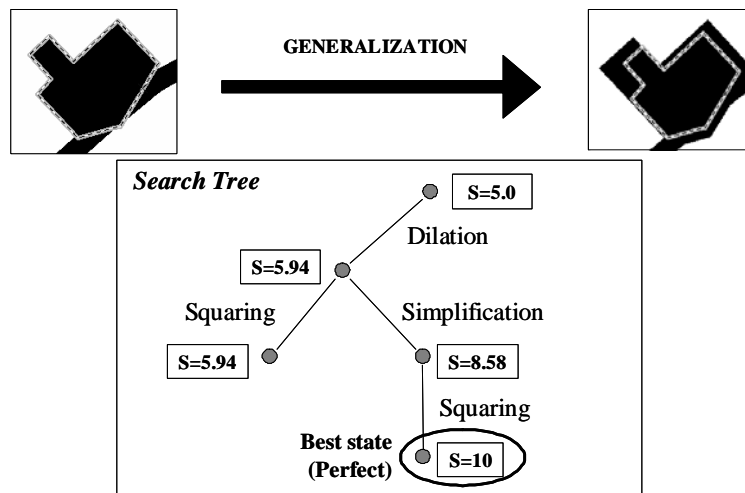 GENERALIZATION
Search Tree
S=5.0
Dilation
S=5.94
Squaring
Simplification
S=5.94
S=8.58
Squaring
Best state
(Perfect)
S=10